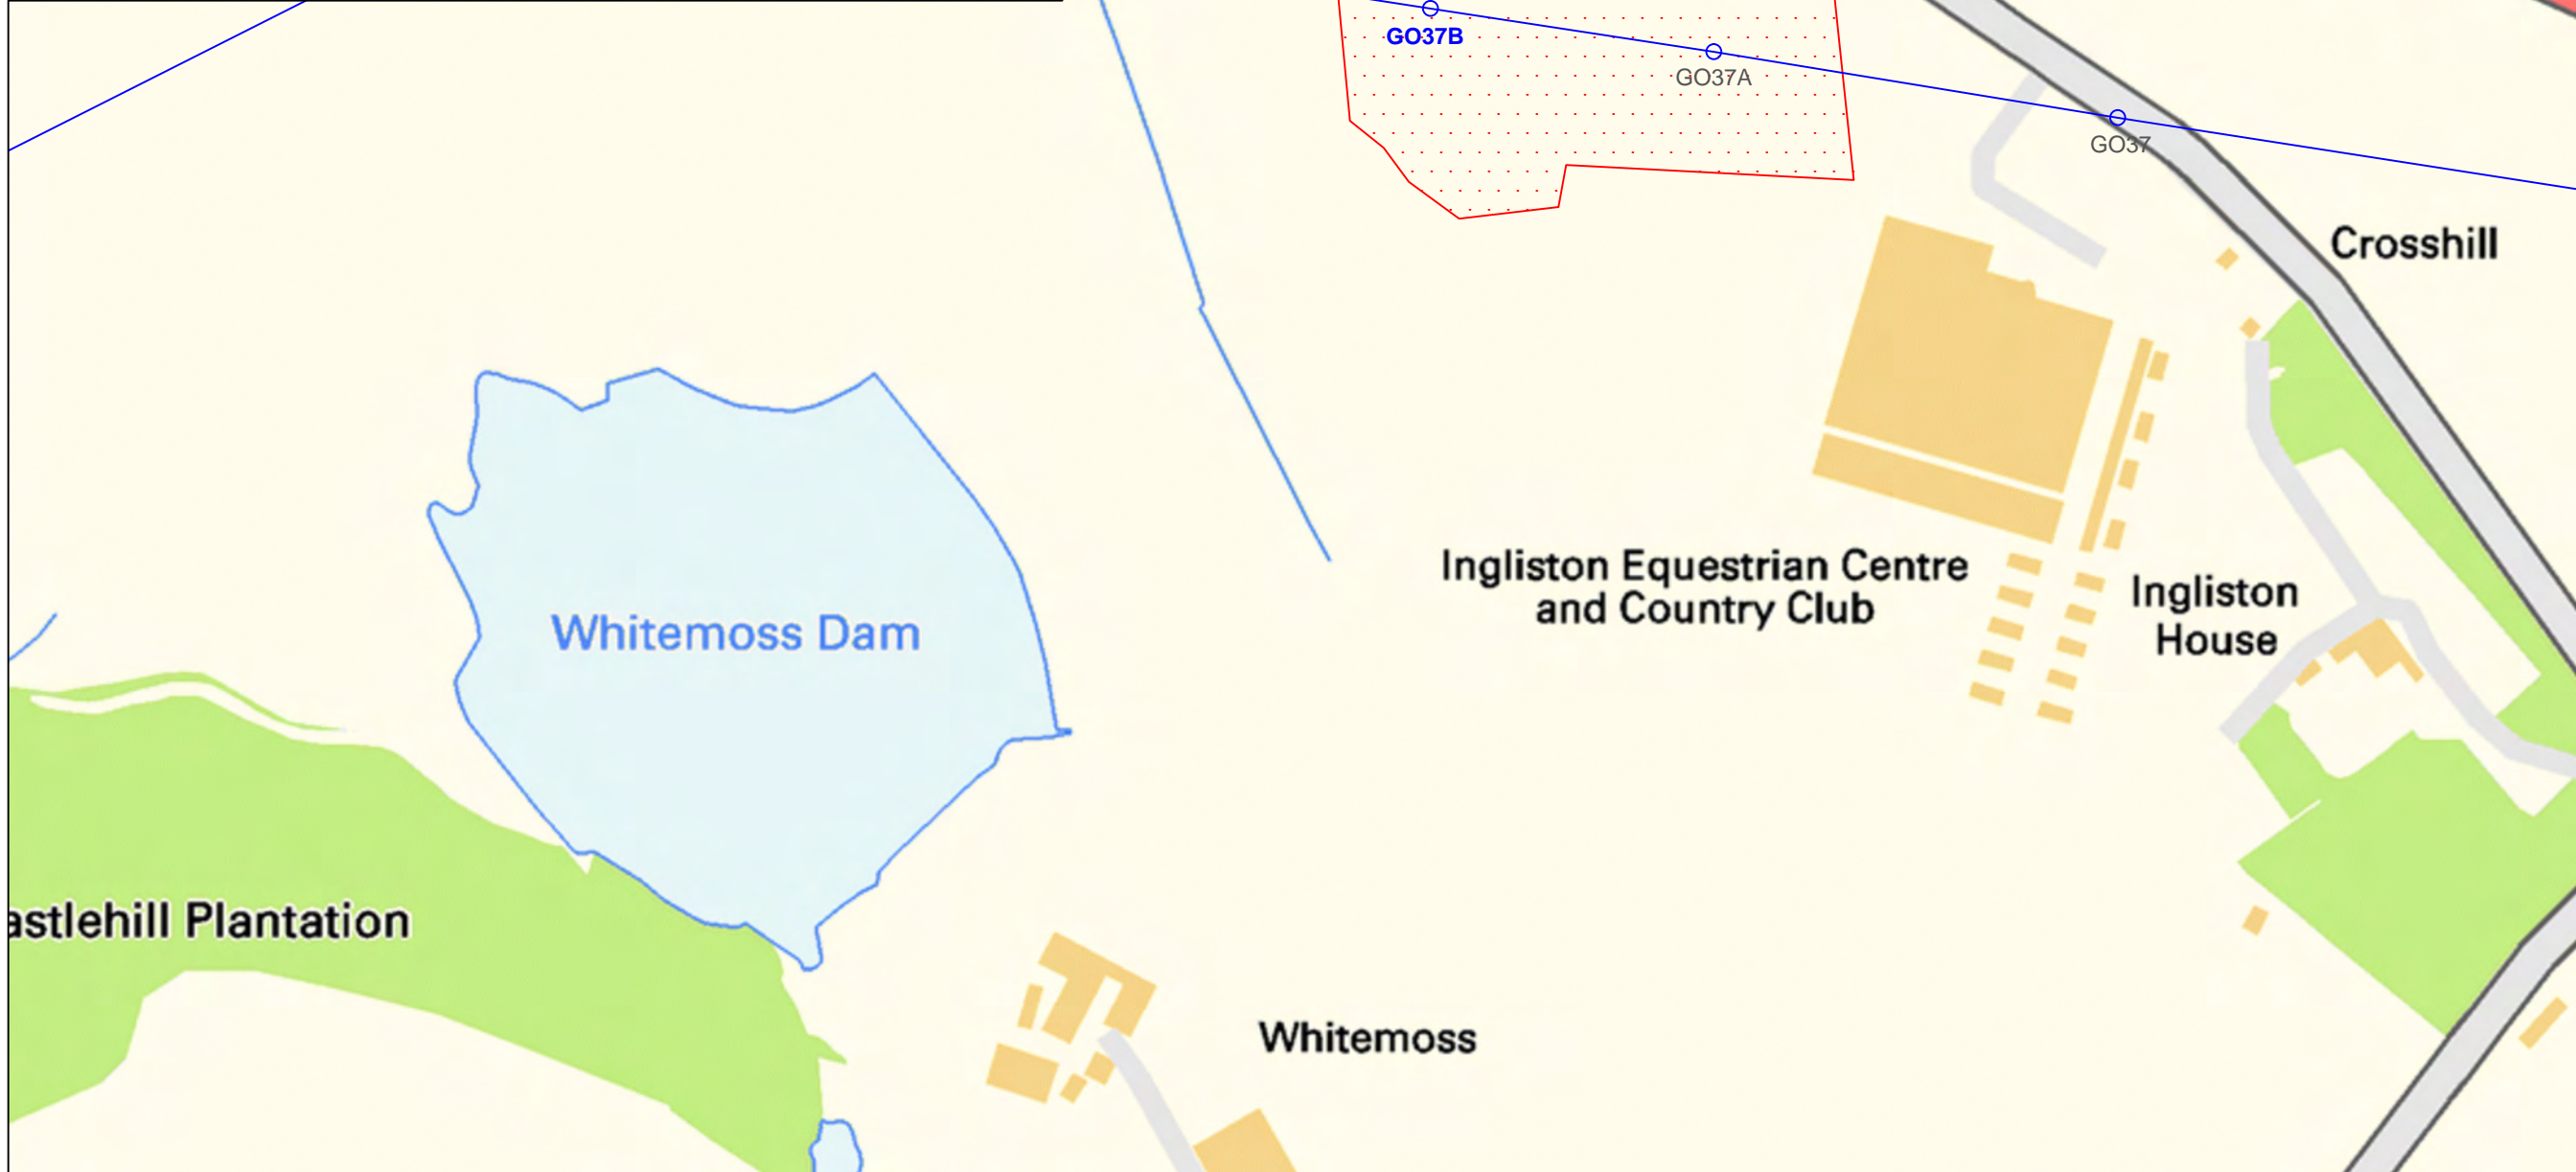 GO37B
GO37A
GO37
Crosshill
Ingliston Equestrian Centre
and Country Club
Ingliston
House
Whitemoss Dam
astlehill Plantation
Whitemoss